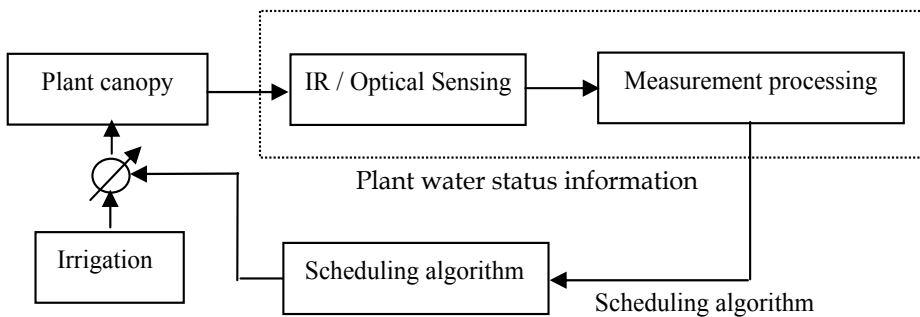 Plant canopy
IR / Optical Sensing
Measurement processing
Plant water status information
Irrigation
Scheduling algorithm
Scheduling algorithm